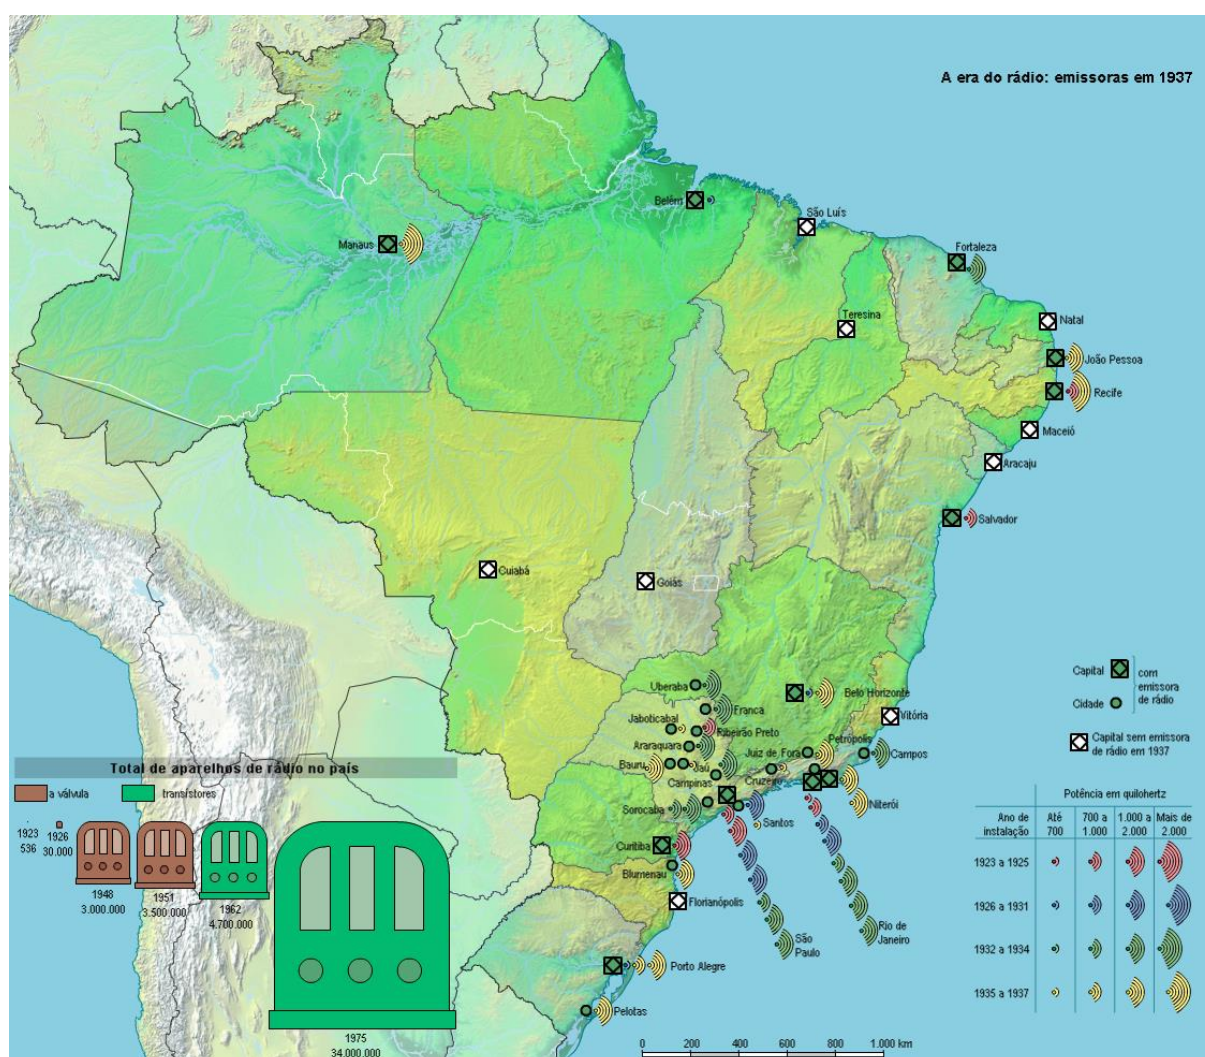 A era do rádio: emissoras em 1937
Belém
São Luís
Manaus
Fortaleza
Teresina
Natal
João Pessoa
Recife
Maceió
Aracaju
Salvador
Cuiabá
Goiás
Capital
com
emissora
de rádio
Cidade
Capital sem emissora
de rádio em 1937
Uberaba
Belo Horizonte
Franca
Vitória
Jaboticabal
Ribeirão Preto
Petrópolis
Araraquara
Juiz de Fora
Campos
Bauru
Jaú
Campinas
Cruzeiro
Niterói
Sorocaba
Santos
Curitiba
Blumenau
Florianópolis
São
Paulo
Rio de
Janeiro
Porto Alegre
Pelotas
Total de aparelhos de rádio no país
a válvula
transístores
1923
536
1926
30.000
1948
3.000.000
1951
3.500.000
1962
4.700.000
1975
34.000.000
Potência em quilohertz
Ano de
instalação
Até
700
700 a
1.000
1.000 a
2.000
Mais de
2.000
1923 a 1925
1926 a 1931
1932 a 1934
1935 a 1937
0 200 400 600 800 1.000 km